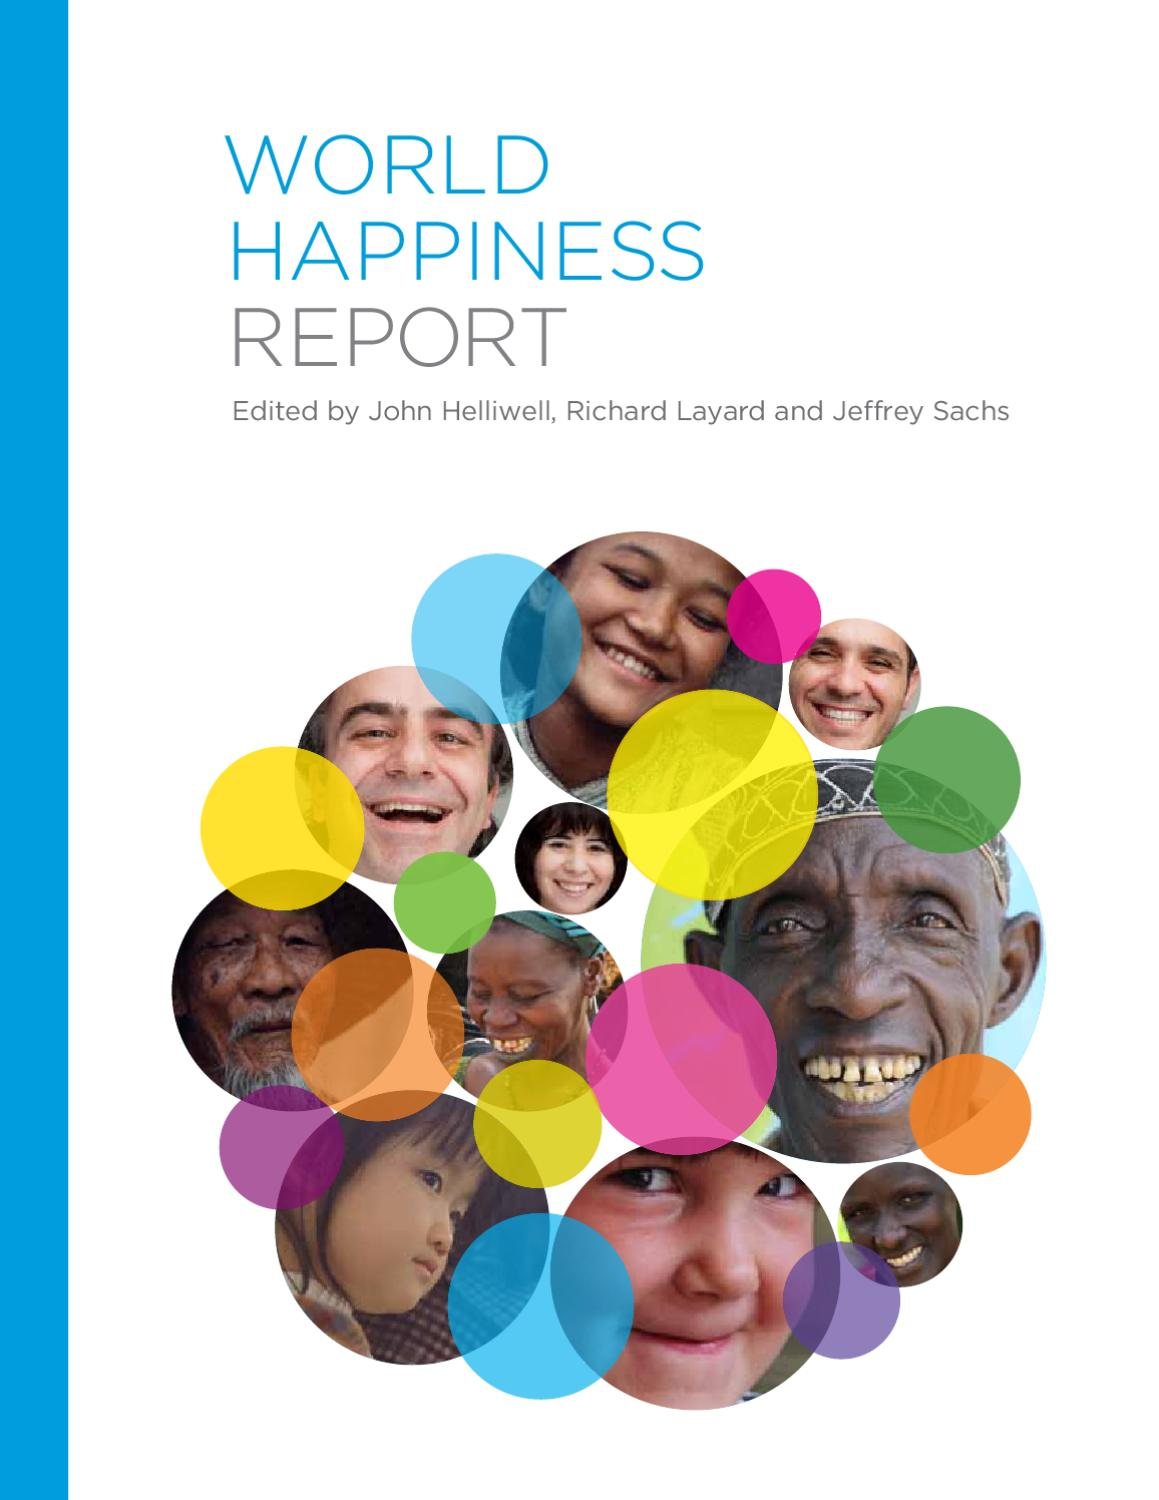 WORLD
HAPPINESS
REPORT
Edited by John Helliwell, Richard Layard and Jeffrey Sachs